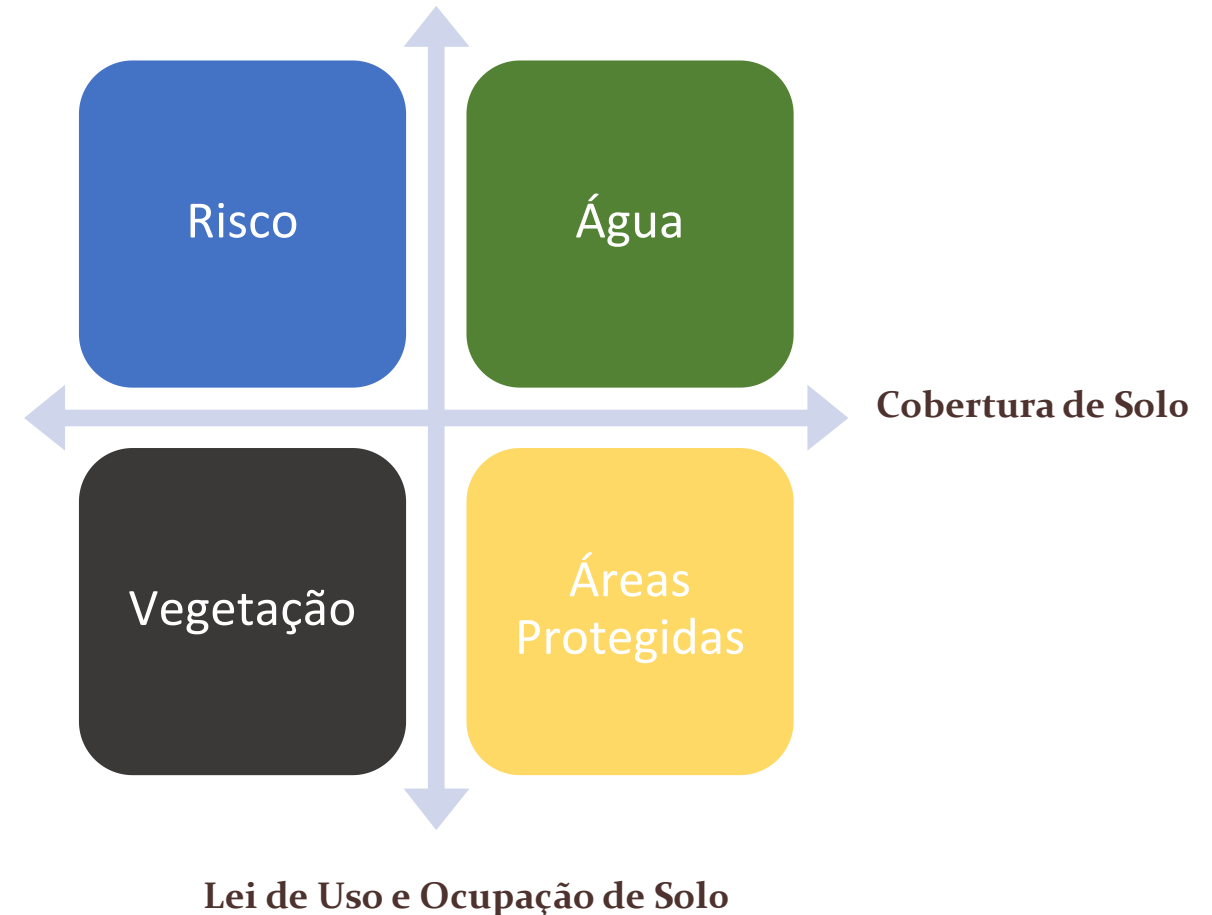 Risco
Água
Cobertura de Solo
Vegetação
Áreas
Protegidas
Lei de Uso e Ocupação de Solo